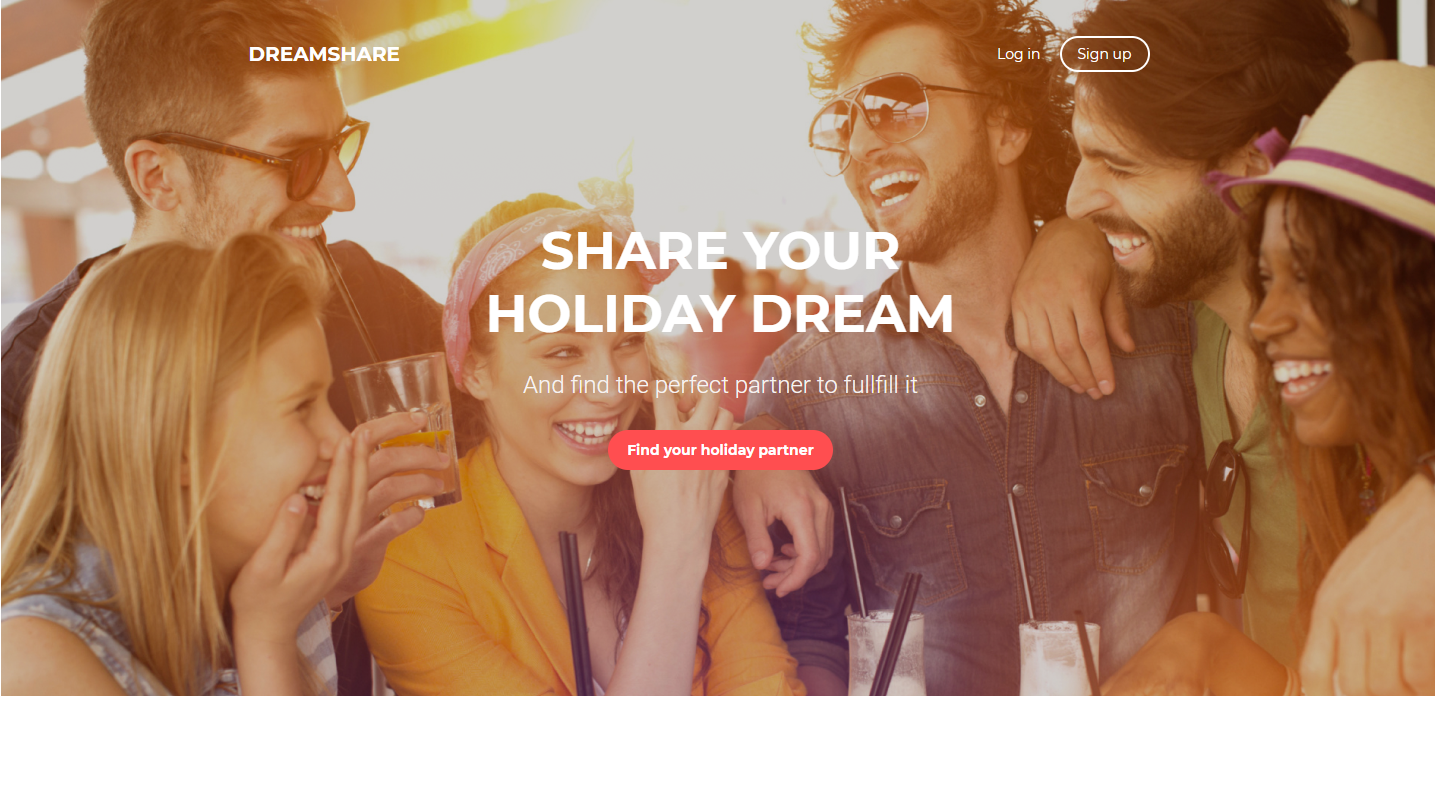 DREAMSHARE
Log in
Sign up
SHARE YOUR
HOLIDAY DREAM
And find the perfect partner to fullfill it
Find your holiday partner